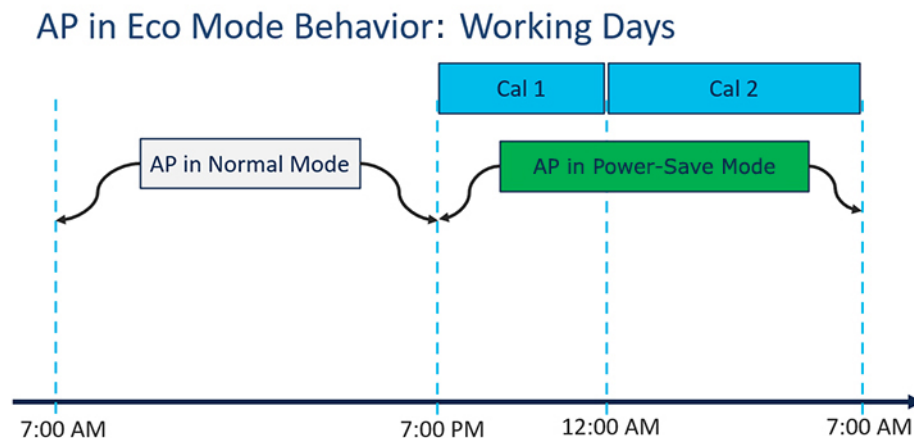 AP in Eco Mode Behavior: Working Days
Cal 1
Cal 2
AP in Normal Mode
AP in Power-Save Mode
7:00 AM
7:00 PM
12:00 AM
7:00 AM